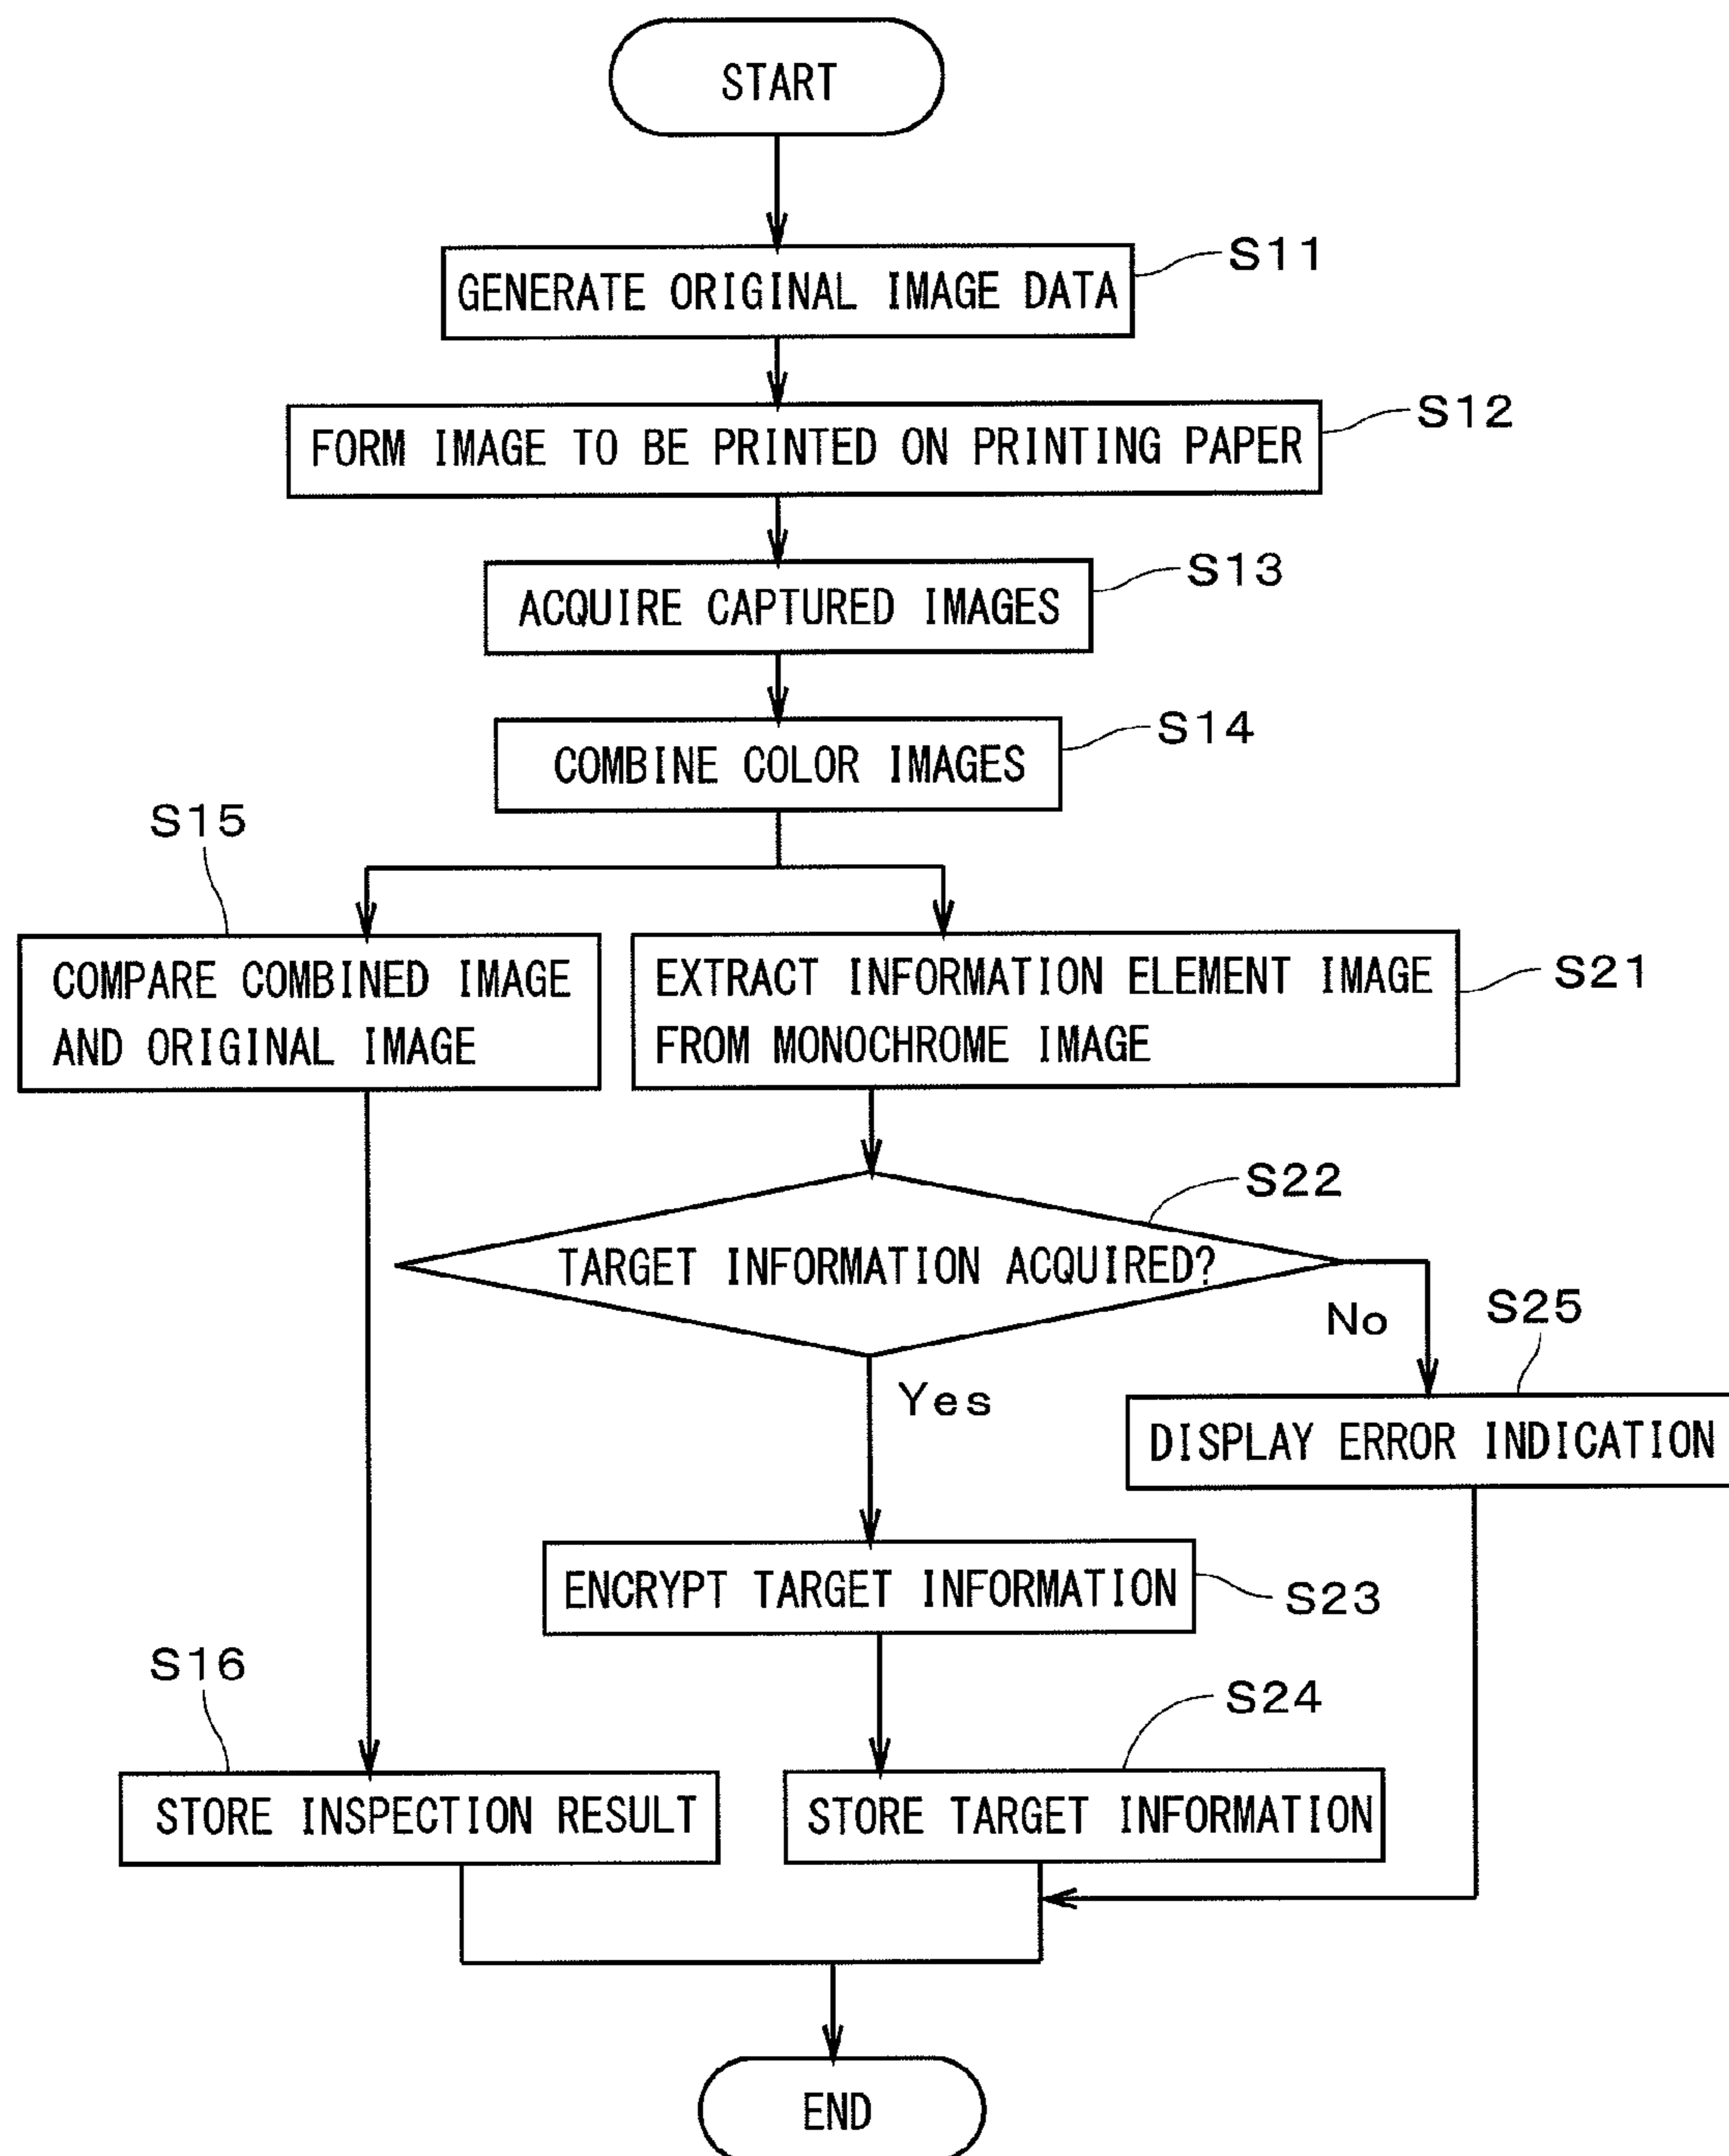 START
GENERATE ORIGINAL IMAGE DATA
S11
FORM IMAGE TO BE PRINTED ON PRINTING PAPER
S12
ACQUIRE CAPTURED IMAGES
S13
COMBINE COLOR IMAGES
S14
S15
COMPARE COMBINED IMAGE
AND ORIGINAL IMAGE
EXTRACT INFORMATION ELEMENT IMAGE
FROM MONOCHROME IMAGE
S21
S22
TARGET INFORMATION ACQUIRED?
No
S25
Yes
DISPLAY ERROR INDICATION
ENCRYPT TARGET INFORMATION
S23
S16
S24
STORE INSPECTION RESULT
STORE TARGET INFORMATION
END